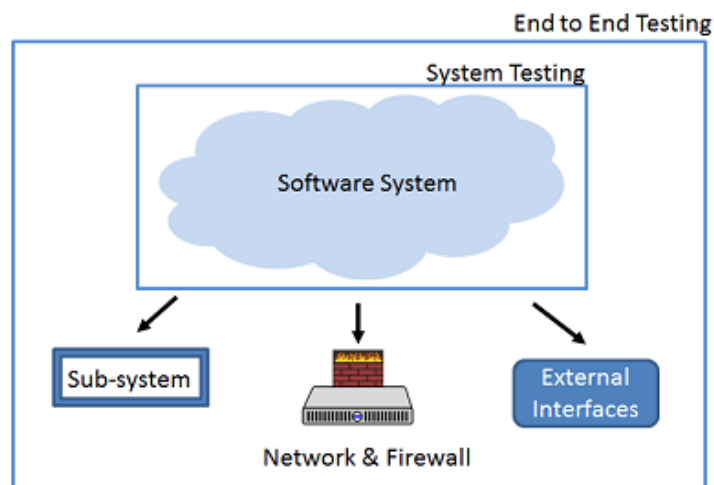 End to End Testing
System Testing
Software System
Sub-system
External
Interfaces
Network & Firewall